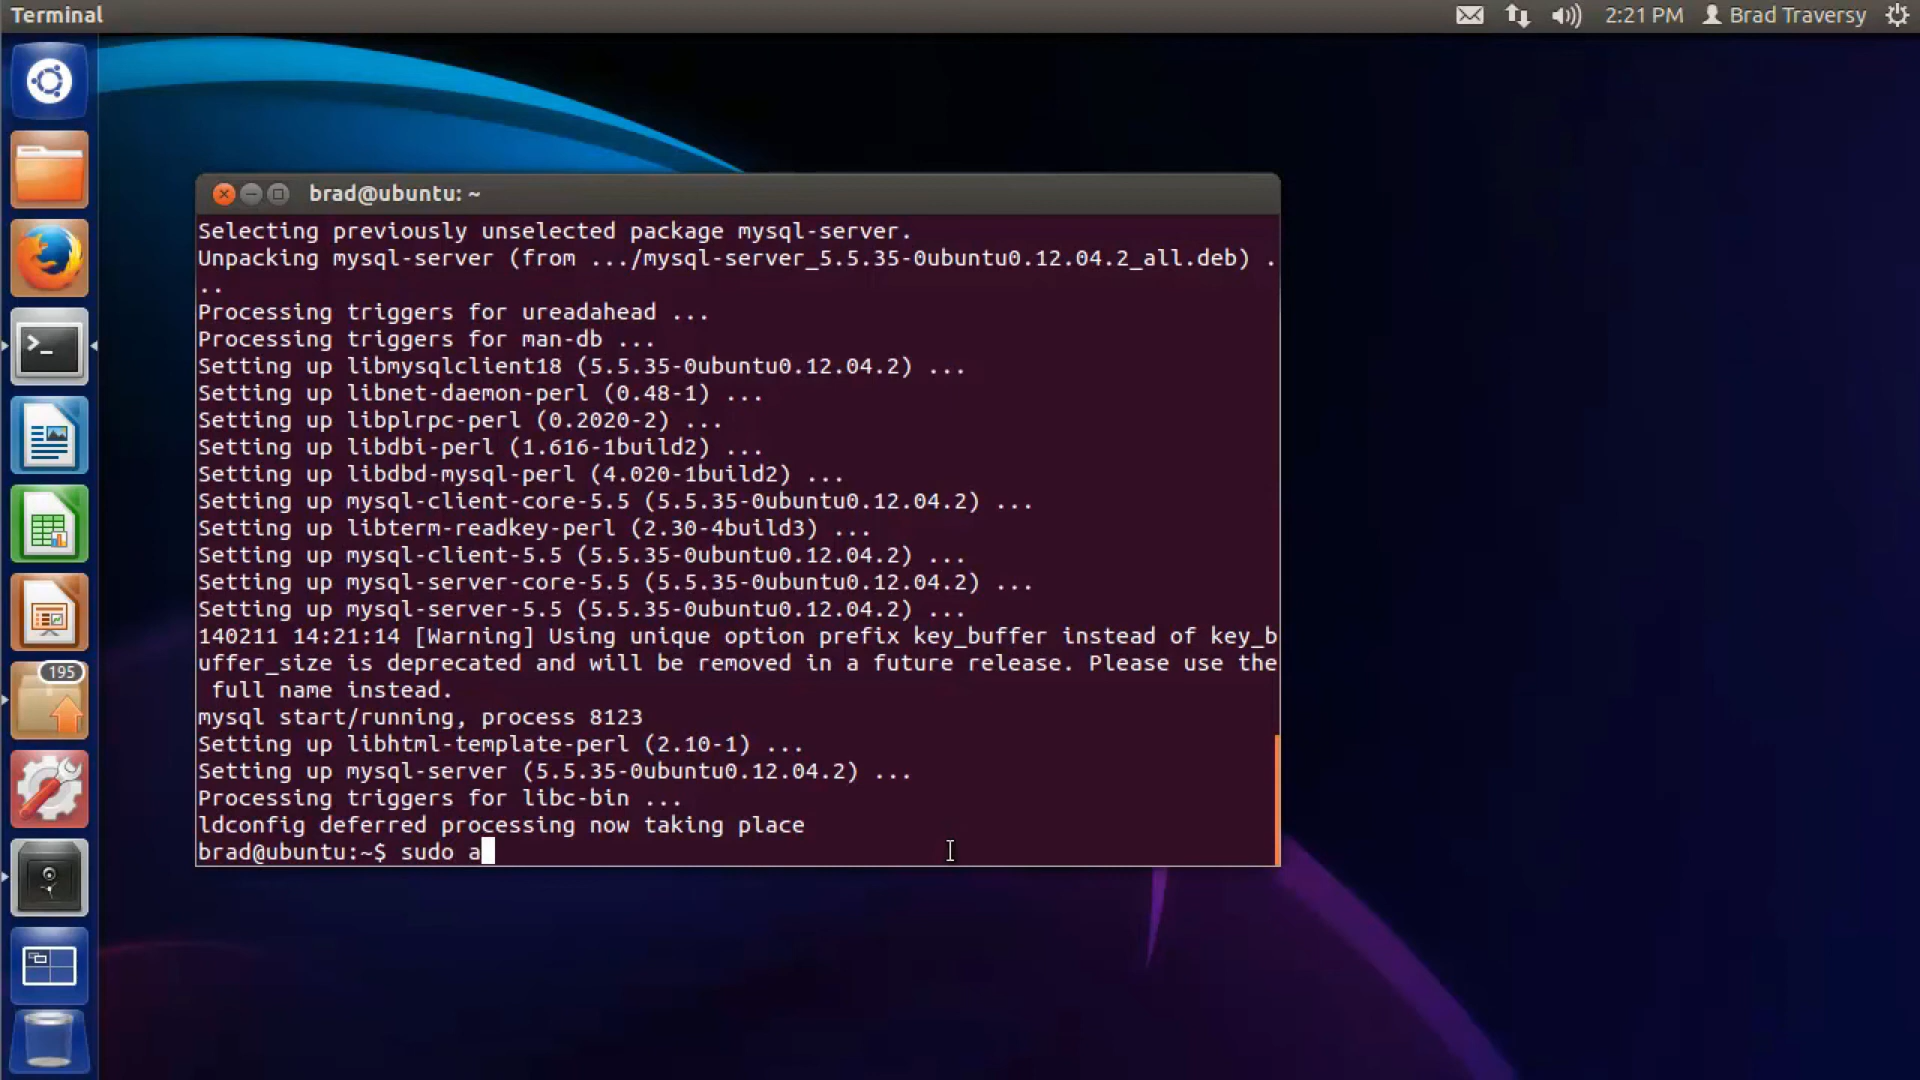 Terminal
2:21 PM Brad Traversy
brad@ubuntu: ~
Selecting previously unselected package mysql-server.
Unpacking mysql-server (from .../mysql-server_5.5.35-0ubuntu0.12.04.2_all.deb) .
..
Processing triggers for ureadahead ...
Processing triggers for man-db ...
Setting up libmysqlclient18 (5.5.35-0ubuntu0.12.04.2) ...
Setting up libnet-daemon-perl (0.48-1) ...
Setting up libplrpc-perl (0.2020-2) ...
Setting up libdbi-perl (1.616-1build2) ...
Setting up libdbd-mysql-perl (4.020-1build2) ...
Setting up mysql-client-core-5.5 (5.5.35-0ubuntu0.12.04.2) ...
Setting up libterm-readkey-perl (2.30-4build3) ...
Setting up mysql-client-5.5 (5.5.35-0ubuntu0.12.04.2) ...
Setting up mysql-server-core-5.5 (5.5.35-0ubuntu0.12.04.2) ...
Setting up mysql-server-5.5 (5.5.35-0ubuntu0.12.04.2) ...
140211 14:21:14 [Warning] Using unique option prefix key_buffer instead of key_b
uffer_size is deprecated and will be removed in a future release. Please use the
 full name instead.
mysql start/running, process 8123
Setting up libhtml-template-perl (2.10-1) ...
Setting up mysql-server (5.5.35-0ubuntu0.12.04.2) ...
Processing triggers for libc-bin ...
ldconfig deferred processing now taking place
brad@ubuntu:~$ sudo a
195